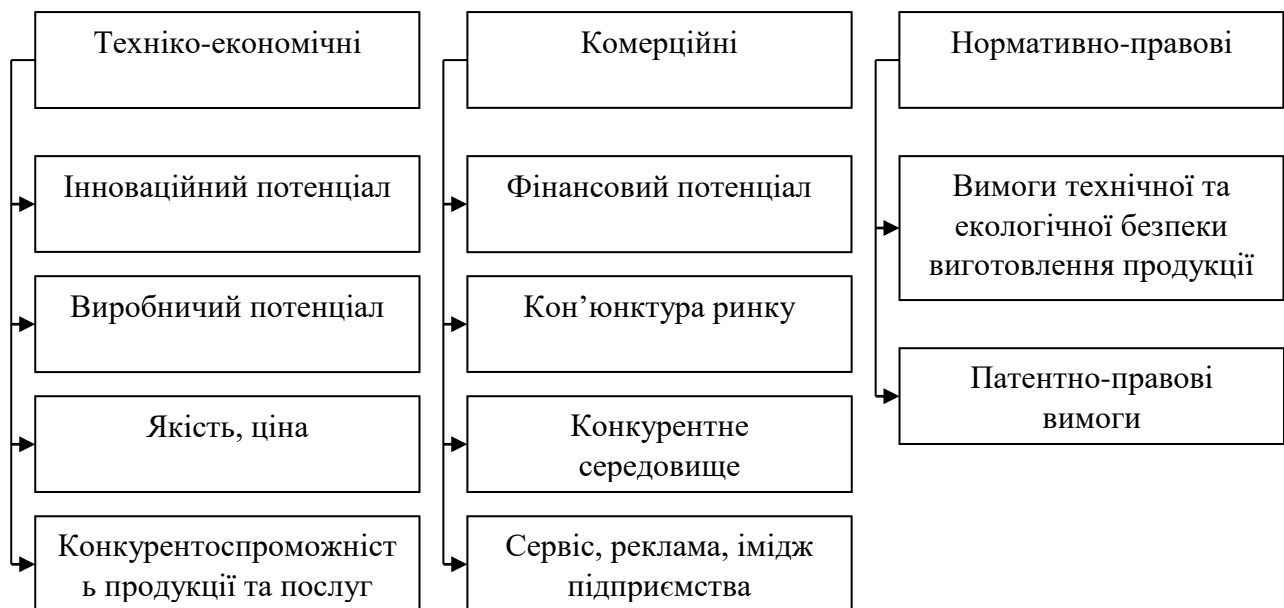 Техніко-економічні
Інноваційний потенціал
Виробничий потенціал
Якість, ціна
Конкурентоспроможніст
ь продукції та послуг
Комерційні
Фінансовий потенціал
Кон’юнктура ринку
Конкурентне
середовище
Сервіс, реклама, імідж
підприємства
Нормативно-правові
Вимоги технічної та
екологічної безпеки
виготовлення продукції
Патентно-правові
вимоги